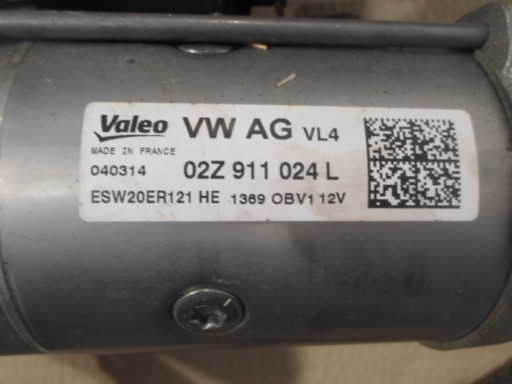 Valeo VW AG VL4
MADE IN FRANCE
040314 02Z 911 024 L
ESW20ER121 HE 1369 OBV1 12V